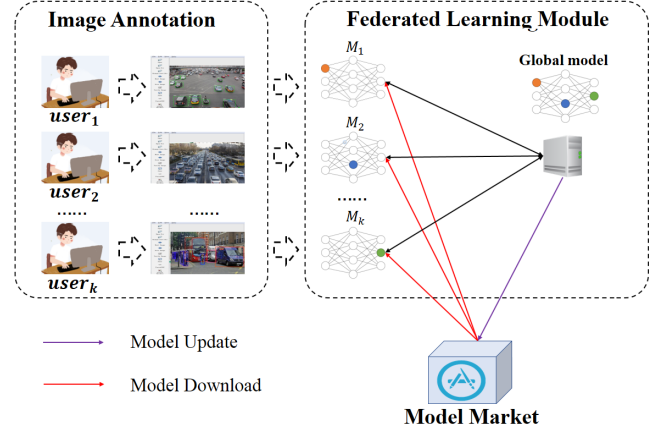 Image Annotation
user1
user2
......
......
userk
Federated Learning Module
M1
Global model
M2
......
Mk
Model Update
Model Download
Model Market